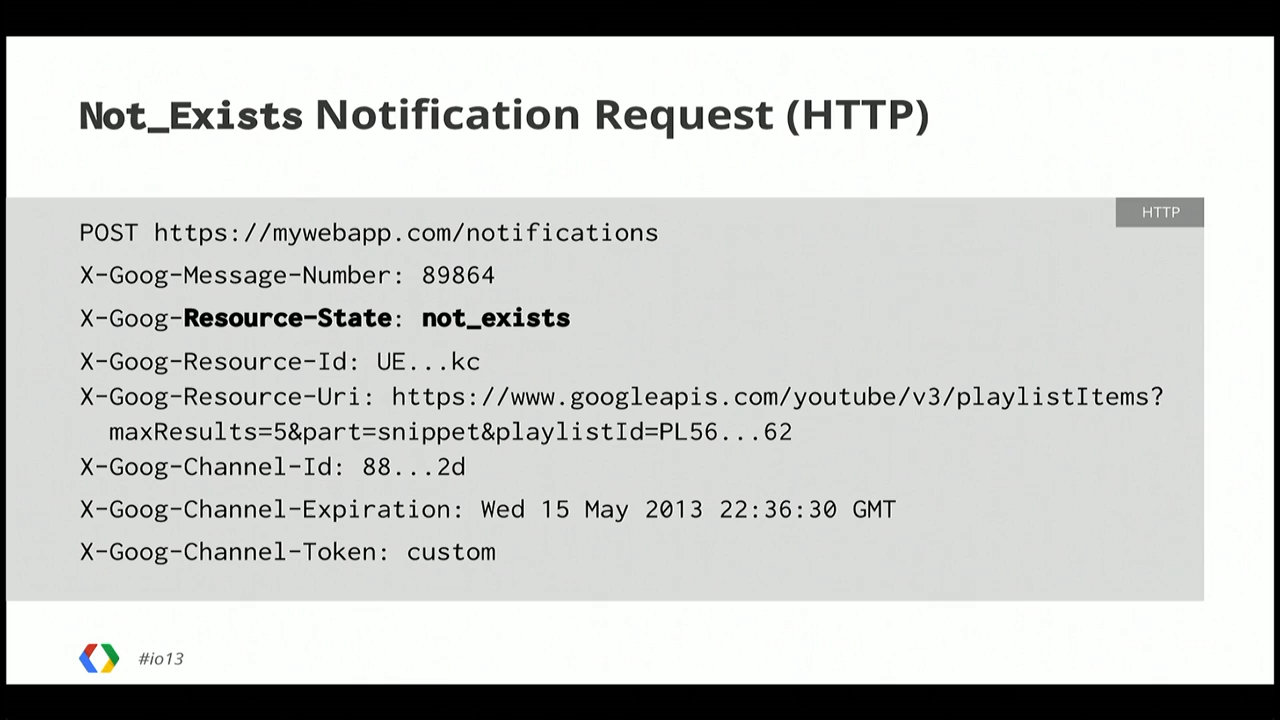 Not_Exists Notification Request (HTTP)
HTTP
POST https://mywebapp.com/notifications
X-Goog-Message-Number: 89864
X-Goog-Resource-State: not_exists
X-Goog-Resource-Id: UE...kc
X-Goog-Resource-Uri: https://www.googleapis.com/youtube/v3/playlistItems?
maxResults=5&part=snippet&playlistId=PL56...62
X-Goog-Channel-Id: 88...2d
X-Goog-Channel-Expiration: Wed 15 May 2013 22:36:30 GMT
X-Goog-Channel-Token: custom
#io13